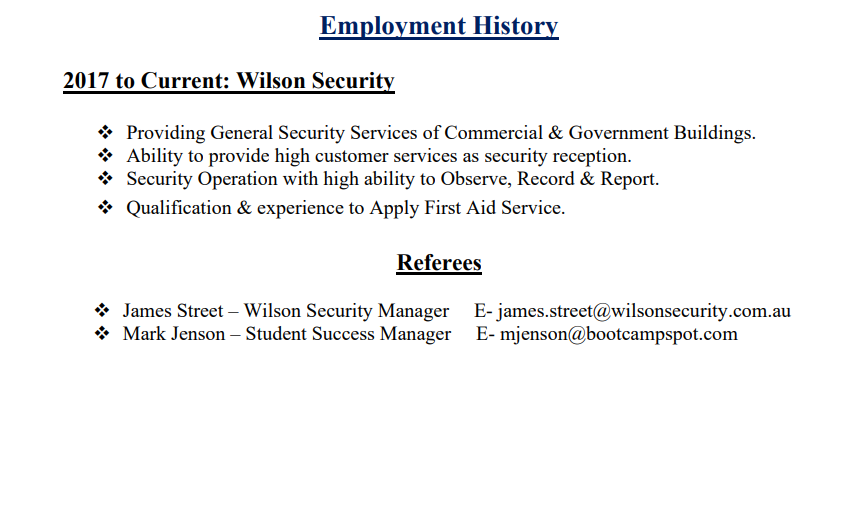 Employment History
2017 to Current: Wilson Security
❖ Providing General Security Services of Commercial & Government Buildings.
❖ Ability to provide high customer services as security reception.
❖ Security Operation with high ability to Observe, Record & Report.
❖ Qualification & experience to Apply First Aid Service.
Referees
❖ James Street – Wilson Security Manager E- james.street@wilsonsecurity.com.au
❖ Mark Jenson – Student Success Manager E- mjenson@bootcampspot.com